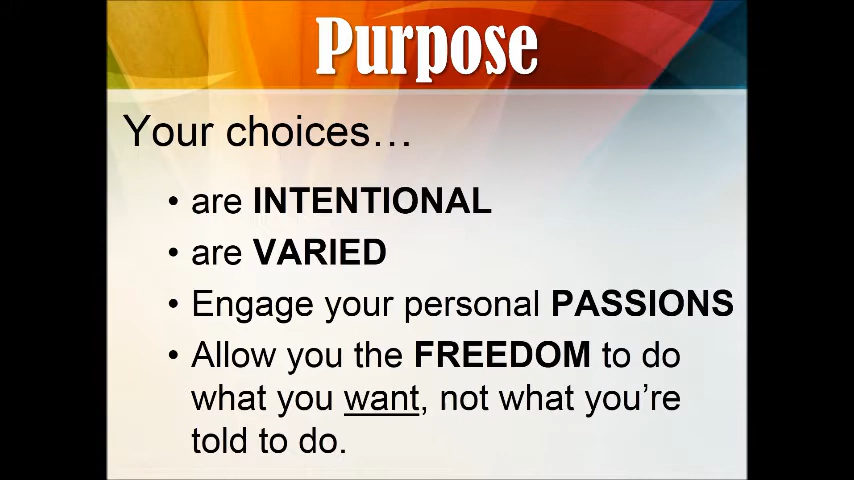 Purpose
Your choices…
• are INTENTIONAL
• are VARIED
• Engage your personal PASSIONS
• Allow you the FREEDOM to do
what you want, not what you’re
told to do.